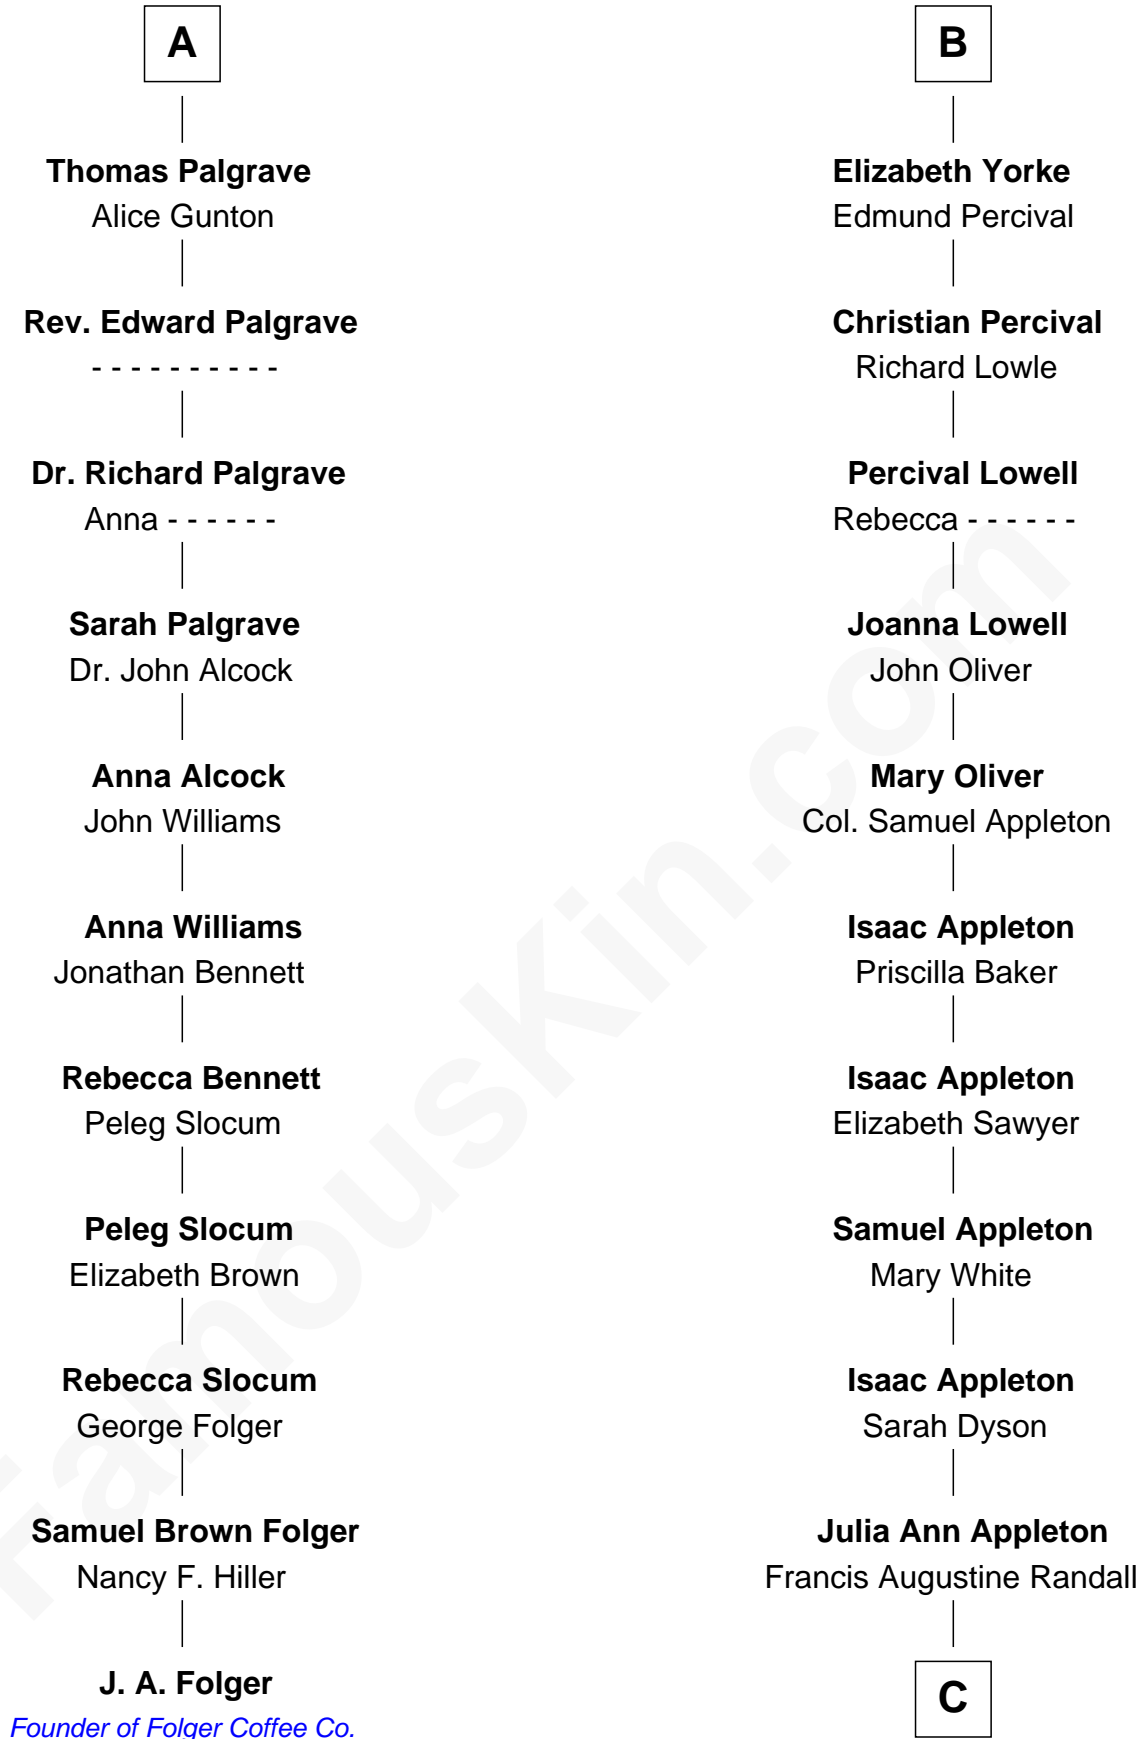 A
Thomas Palgrave
Alice Gunton
Rev. Edward Palgrave
- - - - - - - - - -
Dr. Richard Palgrave
Anna - - - - - -
Sarah Palgrave
Dr. John Alcock
Anna Alcock
John Williams
Anna Williams
Jonathan Bennett
Rebecca Bennett
Peleg Slocum
Peleg Slocum
Elizabeth Brown
Rebecca Slocum
George Folger
Samuel Brown Folger
Nancy F. Hiller
J. A. Folger
Founder of Folger Coffee Co.
B
Elizabeth Yorke
Edmund Percival
Christian Percival
Richard Lowle
Percival Lowell
Rebecca - - - - - -
Joanna Lowell
John Oliver
Mary Oliver
Col. Samuel Appleton
Isaac Appleton
Priscilla Baker
Isaac Appleton
Elizabeth Sawyer
Samuel Appleton
Mary White
Isaac Appleton
Sarah Dyson
Julia Ann Appleton
Francis Augustine Randall
C
FamousKin.com